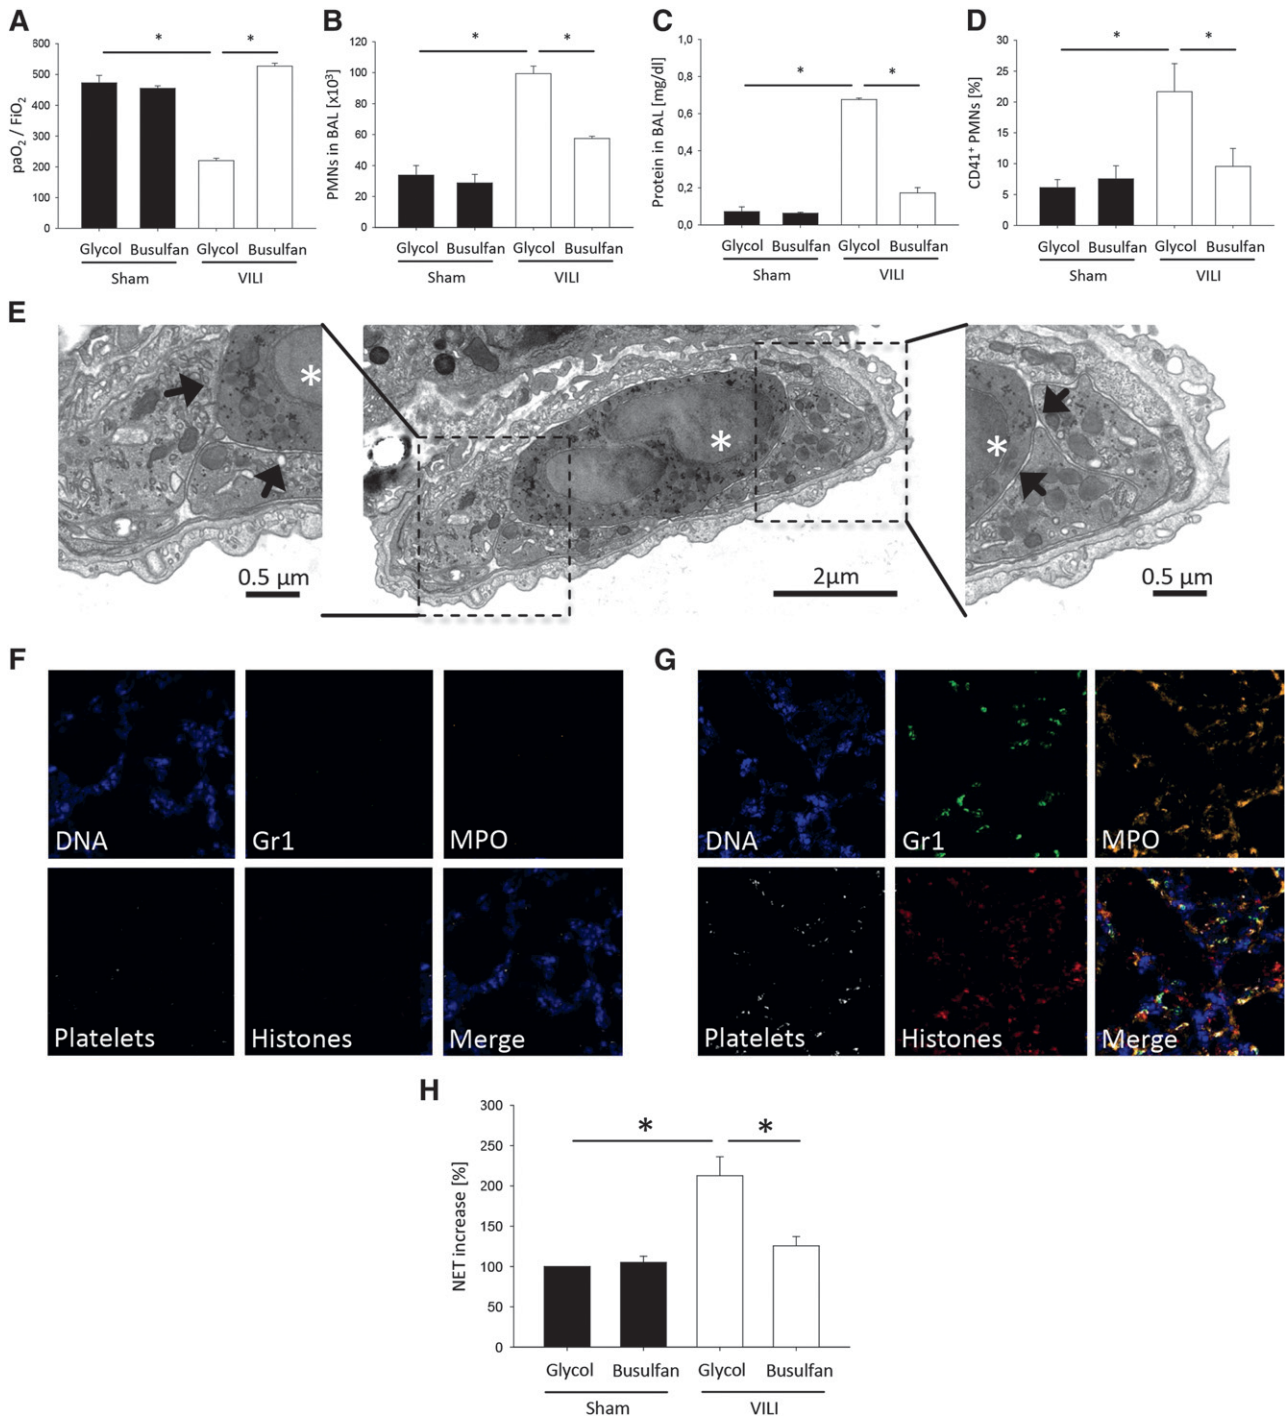 A
paO2 / FiO2
600
500
400
300
200
100
0
* *
Glycol Busulfan Glycol Busulfan
Sham VILI
B
PMNs in BAL [x10³]
120
100
80
60
40
20
0
* *
Glycol Busulfan Glycol Busulfan
Sham VILI
C
Protein in BAL [mg/dl]
1,0
0,8
0,6
0,4
0,2
0,0
* *
Glycol Busulfan Glycol Busulfan
Sham VILI
D
CD41⁺ PMNs [%]
30
25
20
15
10
5
0
* *
Glycol Busulfan Glycol Busulfan
Sham VILI
E
* * *
0.5 µm 2µm 0.5 µm
F
DNA Gr1 MPO
Platelets Histones Merge
G
DNA Gr1 MPO
Platelets Histones Merge
H
NET increase [%]
300
250
200
150
100
50
0
* *
Glycol Busulfan Glycol Busulfan
Sham VILI